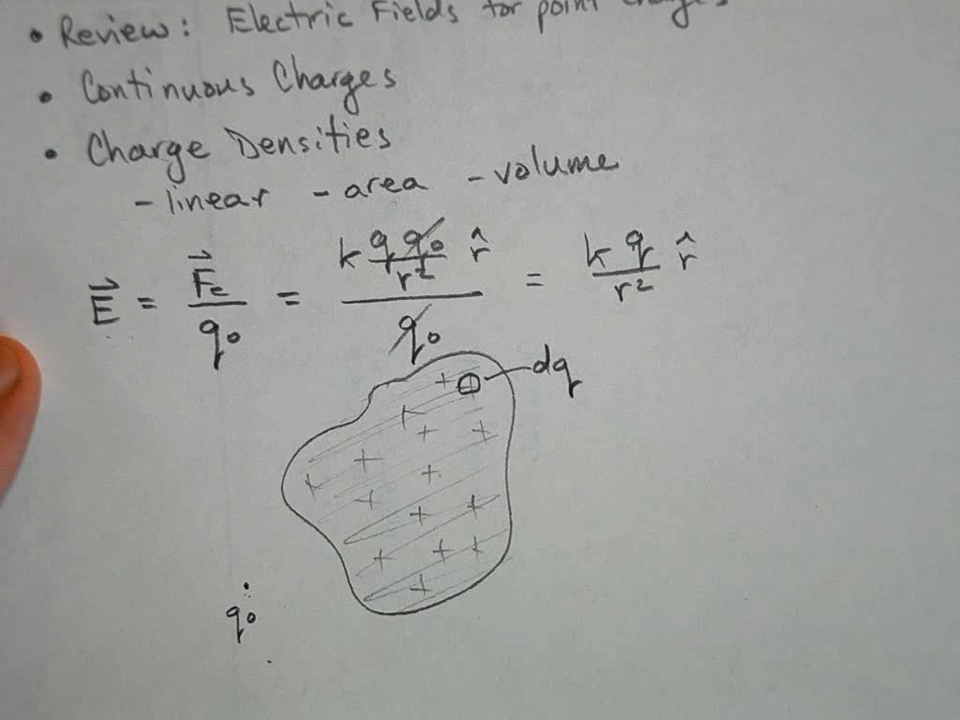 • Review: Electric Fields for point charges
• Continuous Charges
• Charge Densities
- linear - area - volume
E⃗ = F⃗e / q0 = (k q q0 / r² r̂) / q0 = k q / r² r̂
dq
q0